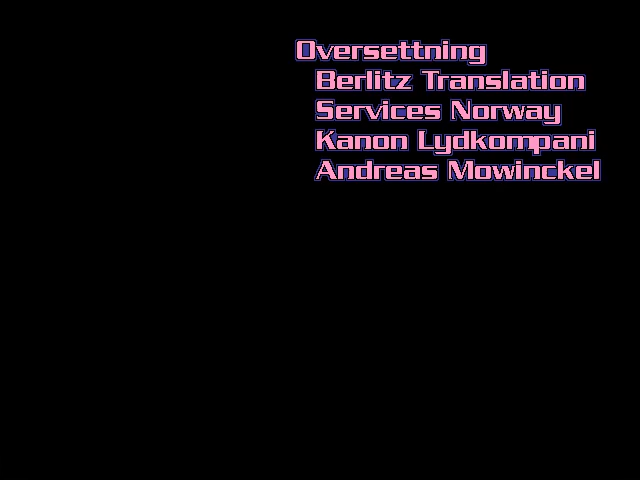 Oversettning
Berlitz Translation
Services Norway
Kanon Lydkompani
Andreas Mowinckel